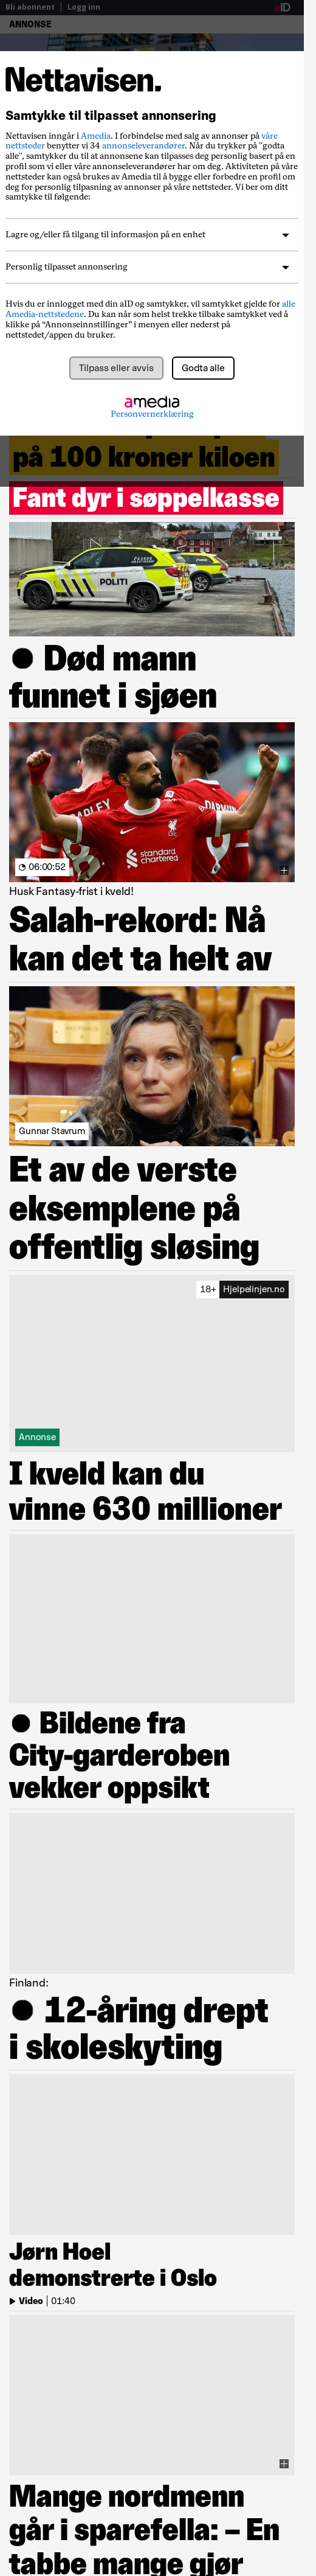 Bli abonnent | Logg inn
aID
ANNONSE
Nettavisen.
Samtykke til tilpasset annonsering
Nettavisen inngår i Amedia. I forbindelse med salg av annonser på våre
nettsteder benytter vi 34 annonseleverandører. Når du trykker på "godta
alle", samtykker du til at annonsene kan tilpasses deg personlig basert på en
profil som vi eller våre annonseleverandører har om deg. Aktiviteten på våre
nettsteder kan også brukes av Amedia til å bygge eller forbedre en profil om
deg for personlig tilpasning av annonser på våre nettsteder. Vi ber om ditt
samtykke til følgende:
Lagre og/eller få tilgang til informasjon på en enhet
Personlig tilpasset annonsering
Hvis du er innlogget med din aID og samtykker, vil samtykket gjelde for alle
Amedia-nettstedene. Du kan når som helst trekke tilbake samtykket ved å
klikke på “Annonseinnstillinger” i menyen eller nederst på
nettstedet/appen du bruker.
Tilpass eller avvis
Godta alle
amedia
Personvernerklæring
på 100 kroner kiloen
Fant dyr i søppelkasse
POLITI
Død mann
funnet i sjøen
standard
chartered
06:00:52
Husk Fantasy-frist i kveld!
Salah-rekord: Nå
kan det ta helt av
Gunnar Stavrum
Et av de verste
eksemplene på
offentlig sløsing
18+ Hjelpelinjen.no
Annonse
I kveld kan du
vinne 630 millioner
Bildene fra
City-garderoben
vekker oppsikt
Finland:
12-åring drept
i skoleskyting
Jørn Hoel
demonstrerte i Oslo
Video | 01:40
Mange nordmenn
går i sparefella: – En
tabbe mange gjør